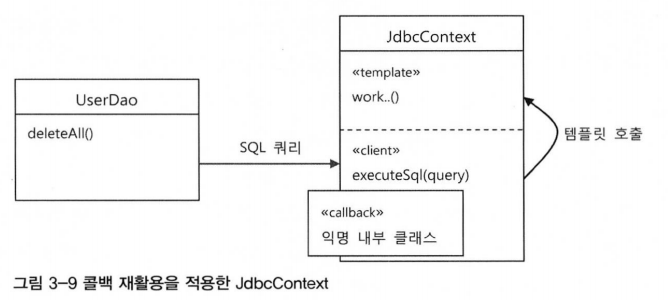 JdbcContext
«template»
work..()
UserDao
deleteAll()
SQL 쿼리
템플릿 호출
«client»
executeSql(query)
«callback»
익명 내부 클래스
그림 3-9 콜백 재활용을 적용한 JdbcContext